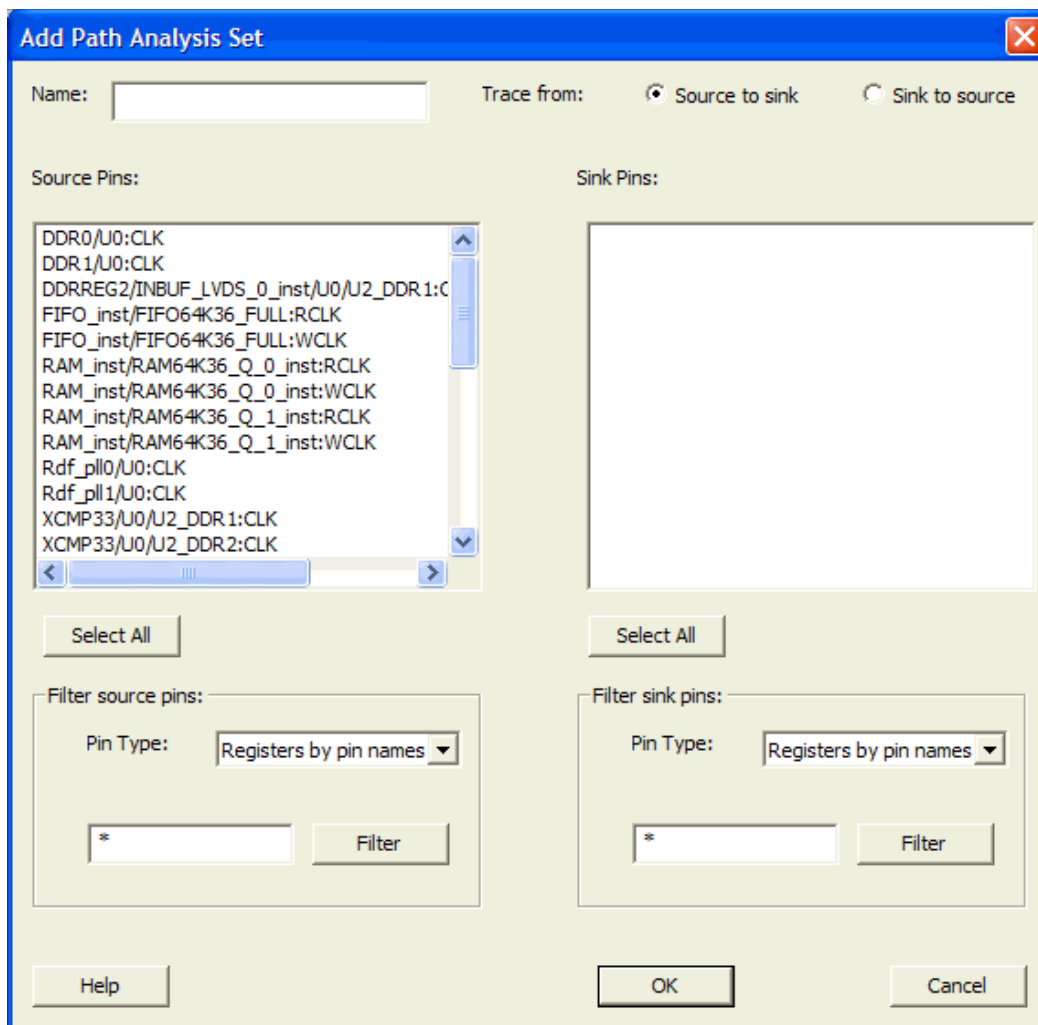 Add Path Analysis Set
Name: Trace from: Source to sink Sink to source
Source Pins: Sink Pins:
DDR0/U0:CLK
DDR1/U0:CLK
DDRREG2/INBUF_LVDS_0_inst/U0/U2_DDR1:C
FIFO_inst/FIFO64K36_FULL:RCLK
FIFO_inst/FIFO64K36_FULL:WCLK
RAM_inst/RAM64K36_Q_0_inst:RCLK
RAM_inst/RAM64K36_Q_0_inst:WCLK
RAM_inst/RAM64K36_Q_1_inst:RCLK
RAM_inst/RAM64K36_Q_1_inst:WCLK
Rdf_pll0/U0:CLK
Rdf_pll1/U0:CLK
XCMP33/U0/U2_DDR1:CLK
XCMP33/U0/U2_DDR2:CLK
Select All Select All
Filter source pins: Filter sink pins:
Pin Type: Registers by pin names Pin Type: Registers by pin names
* Filter * Filter
Help OK Cancel